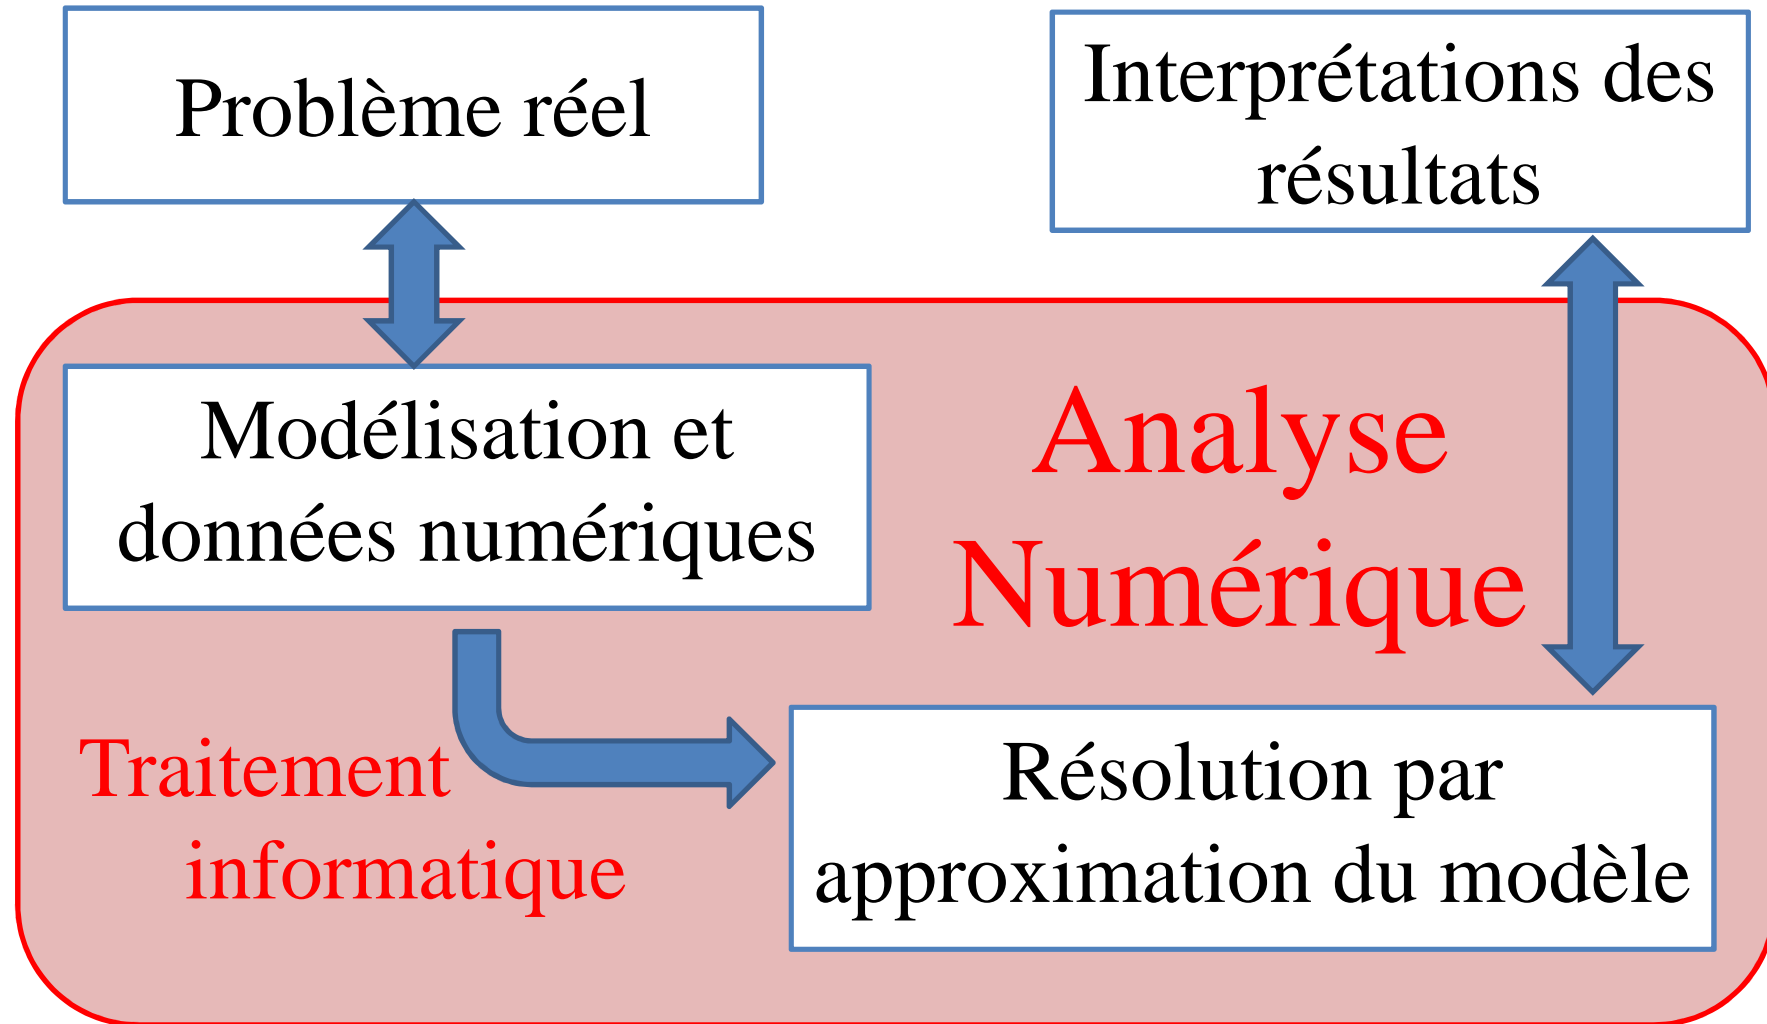 Problème réel
Interprétations des
résultats
Modélisation et
données numériques
Analyse
Numérique
Traitement
informatique
Résolution par
approximation du modèle